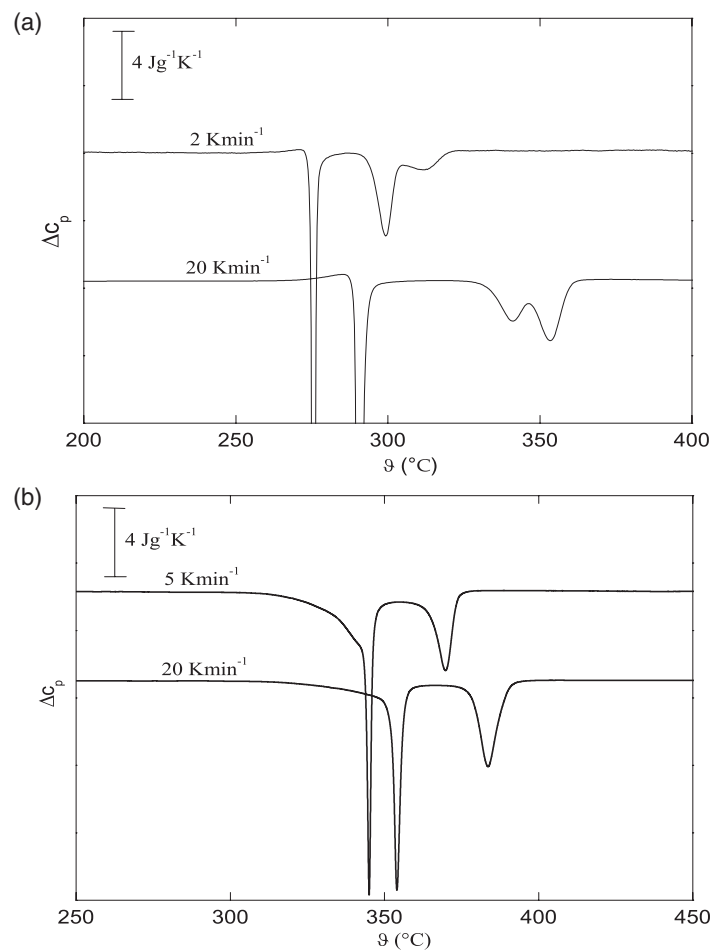 (a)
4 Jg⁻¹K⁻¹
2 Kmin⁻¹
20 Kmin⁻¹
Δc_p
200 250 300 350 400
ϑ (°C)
(b)
4 Jg⁻¹K⁻¹
5 Kmin⁻¹
20 Kmin⁻¹
Δc_p
250 300 350 400 450
ϑ (°C)